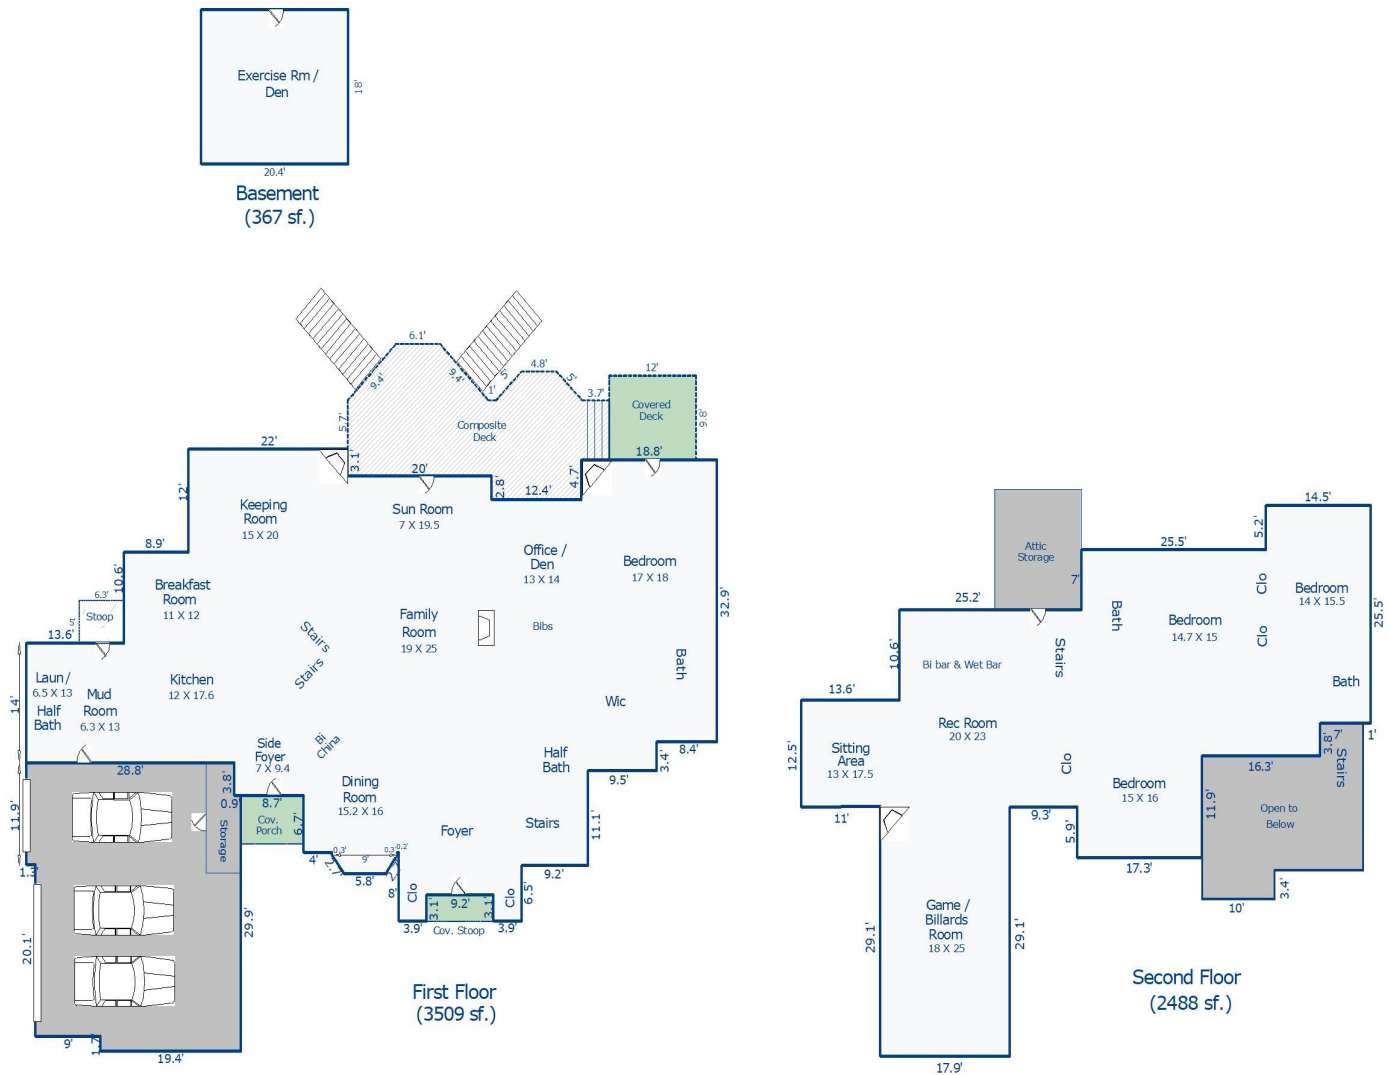 Exercise Rm /
Den
18'
20.4'
Basement
(367 sf.)
6.1'
9.4'
9.4'
5'
1'
4.8'
5'
3.7'
12'
Covered
Deck
9.8'
5.7'
Composite
Deck
22'
3.1'
20'
2.8'
12.4'
4.7'
18.8'
12'
Keeping
Room
15 X 20
Sun Room
7 X 19.5
Office /
Den
13 X 14
Bedroom
17 X 18
32.9'
8.9'
10.6'
6.3'
5'
Stoop
Breakfast
Room
11 X 12
Family
Room
19 X 25
Bibs
Stairs
Stairs
13.6'
14'
Laun /
6.5 X 13
Half
Bath
Mud
Room
6.3 X 13
Kitchen
12 X 17.6
Bath
Wic
Side
Foyer
7 X 9.4
Bi
China
Half
Bath
8.4'
3.4'
9.5'
28.8'
3.8'
0.9'
8.7'
Cov.
Porch
6.7'
Dining
Room
15.2 X 16
Foyer
Stairs
11.1'
11.9'
Storage
4'
0.3'
9'
0.3'
0.2'
2.7'
5.8'
8'
Clo
3.1'
9.2'
3.1'
Clo
6.5'
9.2'
1.3'
3.9'
Cov. Stoop
3.9'
20.1'
29.9'
9'
1.7'
19.4'
First Floor
(3509 sf.)
14.5'
5.2'
25.5'
Attic
Storage
7'
25.2'
10.6'
Bath
Stairs
Bedroom
14.7 X 15
Clo
Clo
Bedroom
14 X 15.5
25.5'
Bi bar & Wet Bar
13.6'
Bath
12.5'
Sitting
Area
13 X 17.5
Rec Room
20 X 23
Clo
Bedroom
15 X 16
16.3'
3.8'
7'
1'
Stairs
11.9'
Open to
Below
11'
9.3'
5.9'
17.3'
3.4'
10'
29.1'
Game /
Billards
Room
18 X 25
29.1'
17.9'
Second Floor
(2488 sf.)